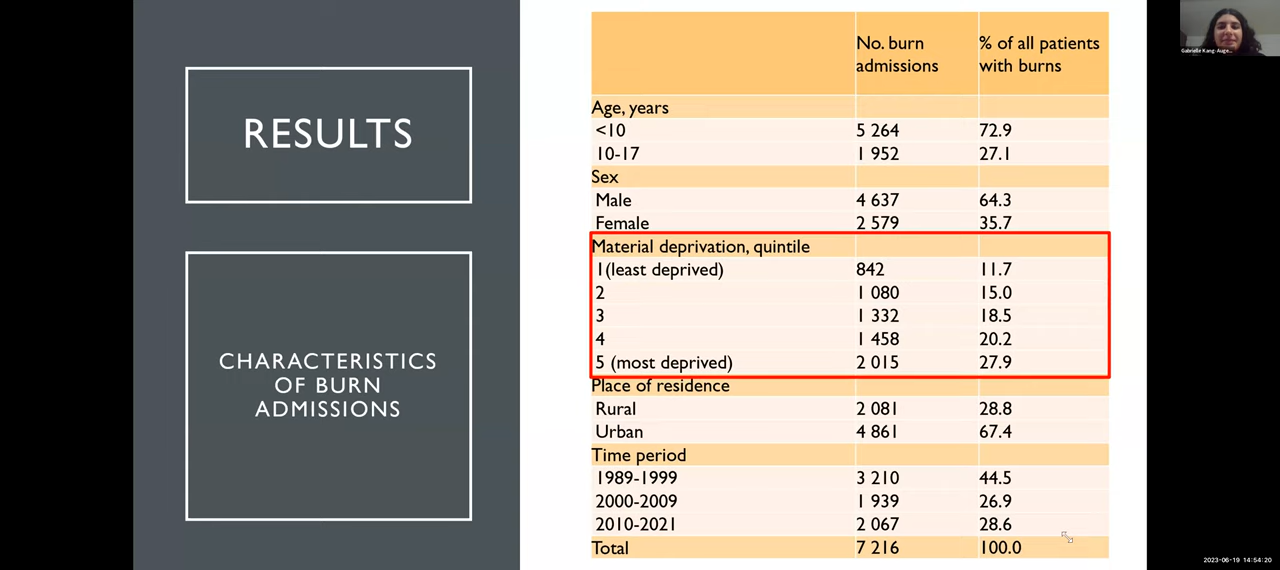 RESULTS
CHARACTERISTICS
OF BURN
ADMISSIONS
No. burn admissions % of all patients with burns
Age, years
<10 5 264 72.9
10-17 1 952 27.1
Sex
Male 4 637 64.3
Female 2 579 35.7
Material deprivation, quintile
1(least deprived) 842 11.7
2 1 080 15.0
3 1 332 18.5
4 1 458 20.2
5 (most deprived) 2 015 27.9
Place of residence
Rural 2 081 28.8
Urban 4 861 67.4
Time period
1989-1999 3 210 44.5
2000-2009 1 939 26.9
2010-2021 2 067 28.6
Total 7 216 100.0
Gabrielle Kang-Auge...
2023-06-19 14:54:20